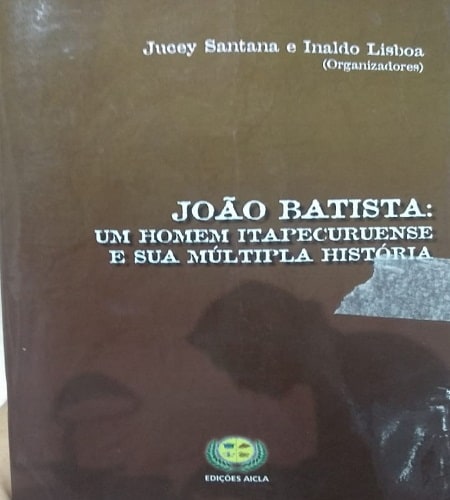 Jucey Santana e Inaldo Lisboa
(Organizadores)
JOÃO BATISTA:
UM HOMEM ITAPECURUENSE
E SUA MÚLTIPLA HISTÓRIA
EDIÇÕES AICLA